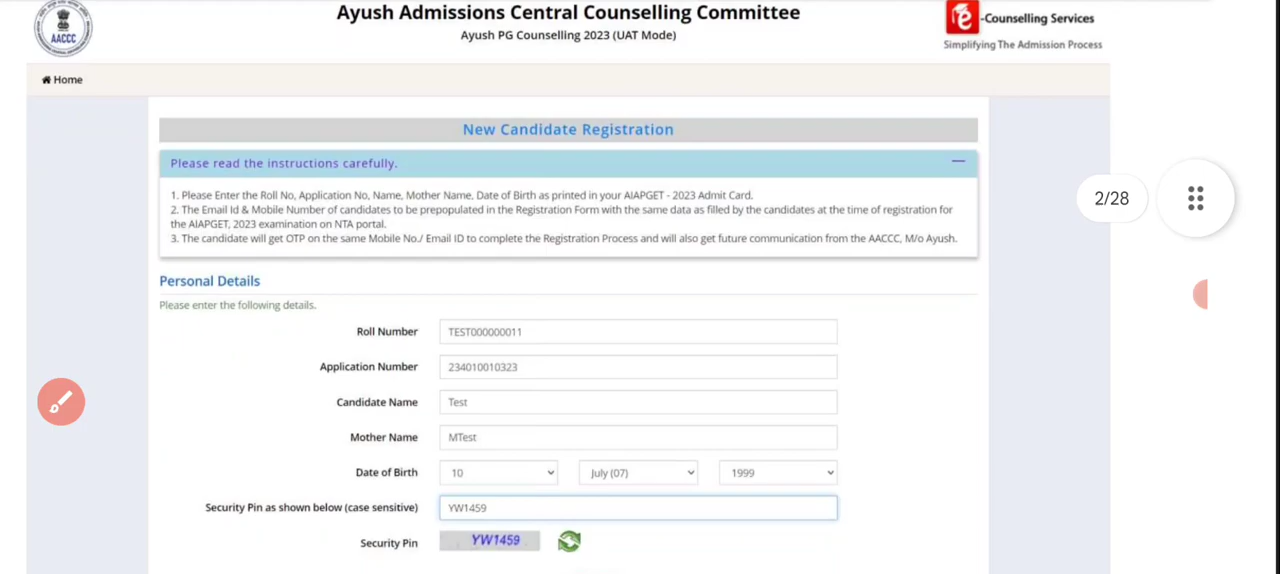 Ayush Admissions Central Counselling Committee
Ayush PG Counselling 2023 (UAT Mode)
AACCC
e-Counselling Services
Simplifying The Admission Process
Home
New Candidate Registration
Please read the instructions carefully.
1. Please Enter the Roll No, Application No, Name, Mother Name, Date of Birth as printed in your AIAPGET - 2023 Admit Card.
2. The Email Id & Mobile Number of candidates to be prepopulated in the Registration Form with the same data as filled by the candidates at the time of registration for
the AIAPGET, 2023 examination on NTA portal.
3. The candidate will get OTP on the same Mobile No./ Email ID to complete the Registration Process and will also get future communication from the AACCC, M/o Ayush.
2/28
Personal Details
Please enter the following details.
Roll Number TEST000000011
Application Number 234010010323
Candidate Name Test
Mother Name MTest
Date of Birth 10 July (07) 1999
Security Pin as shown below (case sensitive) YW1459
Security Pin YW1459